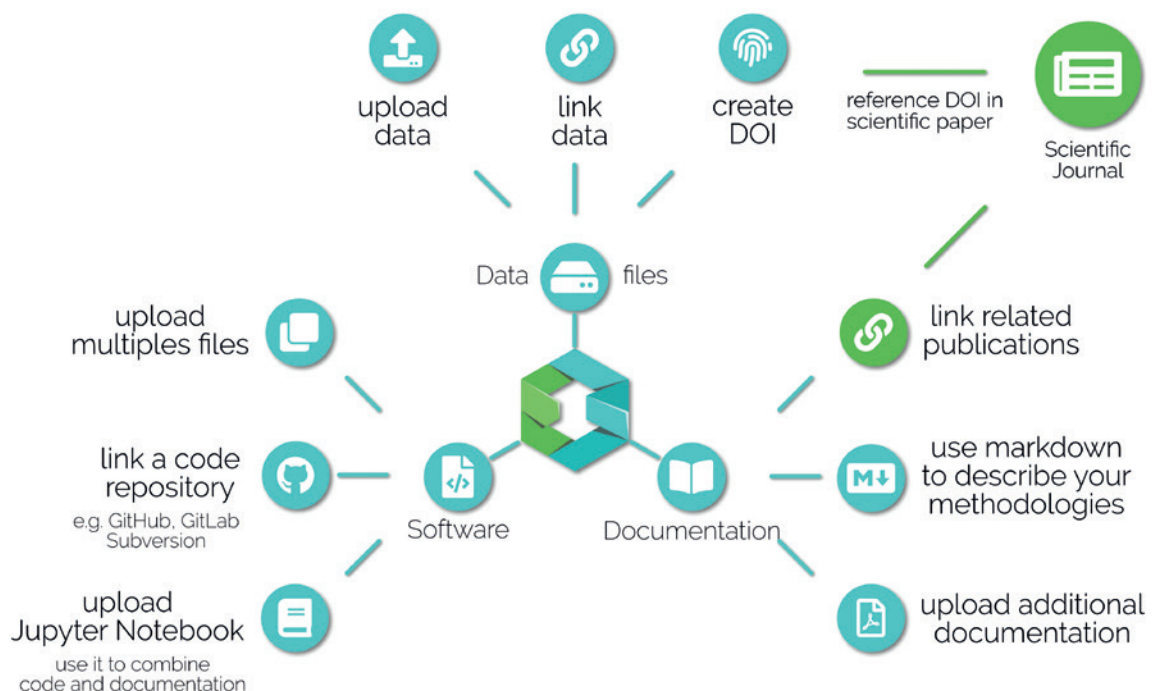 upload
data
link
data
create
DOI
reference DOI in
scientific paper
Scientific
Journal
Data
files
upload
multiples files
link related
publications
link a code
repository
e.g. GitHub, GitLab
Subversion
Software
</>
Documentation
M
use markdown
to describe your
methodologies
upload
Jupyter Notebook
use it to combine
code and documentation
upload additional
documentation